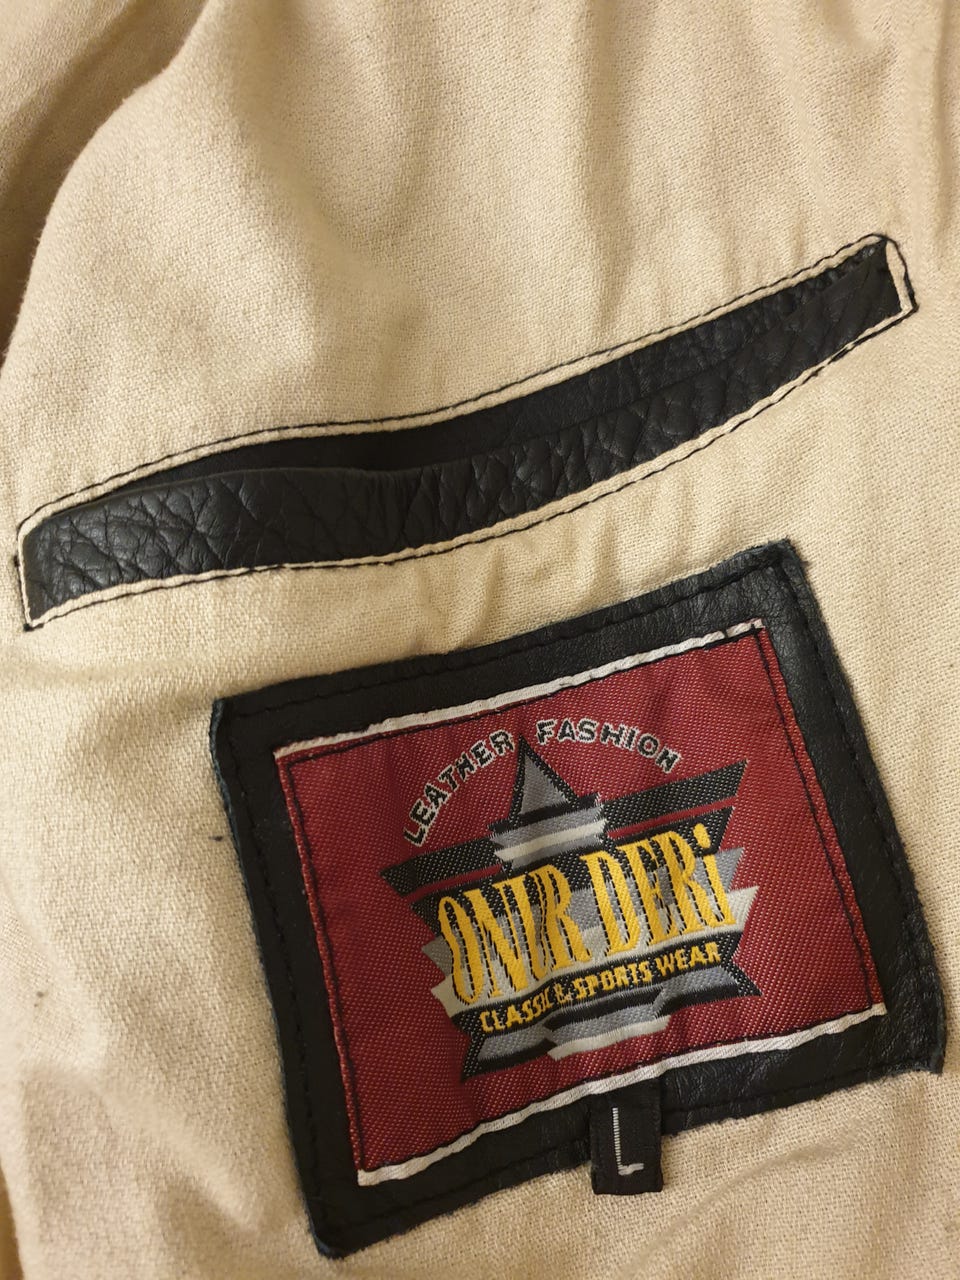 LEATHER FASHION
ONUR DERi
CLASSIC & SPORTS WEAR
L